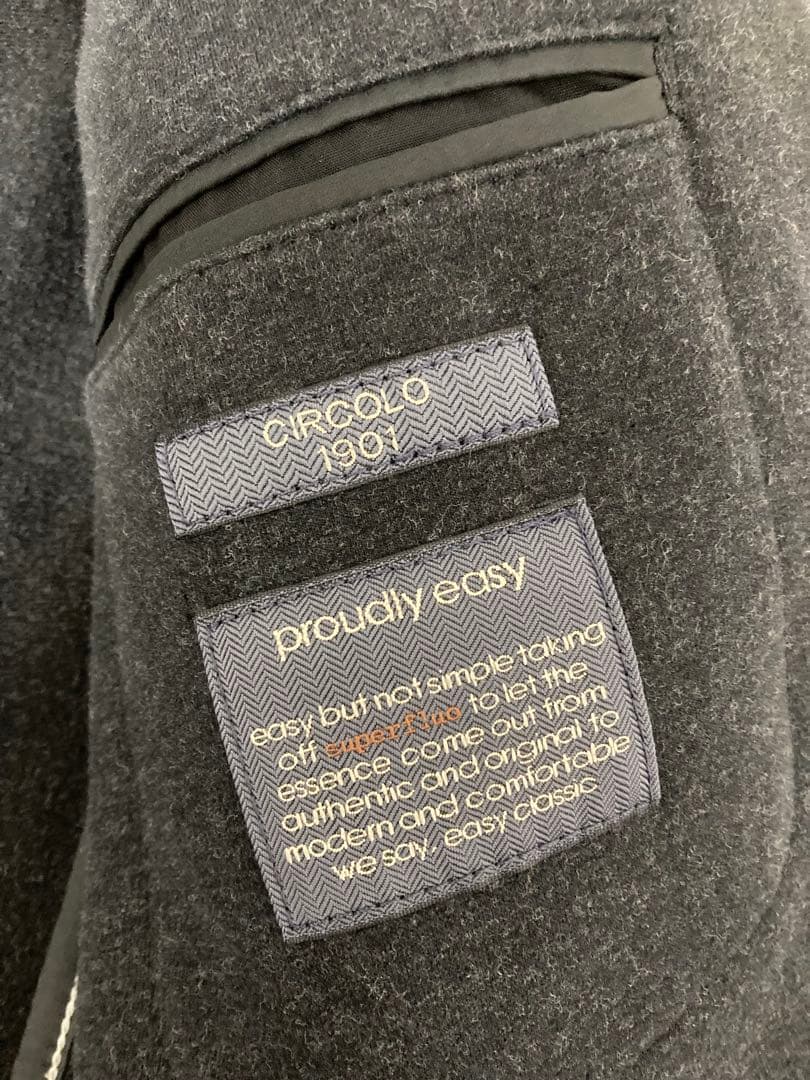 CIRCOLO
1901
proudly easy
easy but not simple taking
off superfluo to let the
essence come out from
authentic and original to
modern and comfortable
we say, easy classic